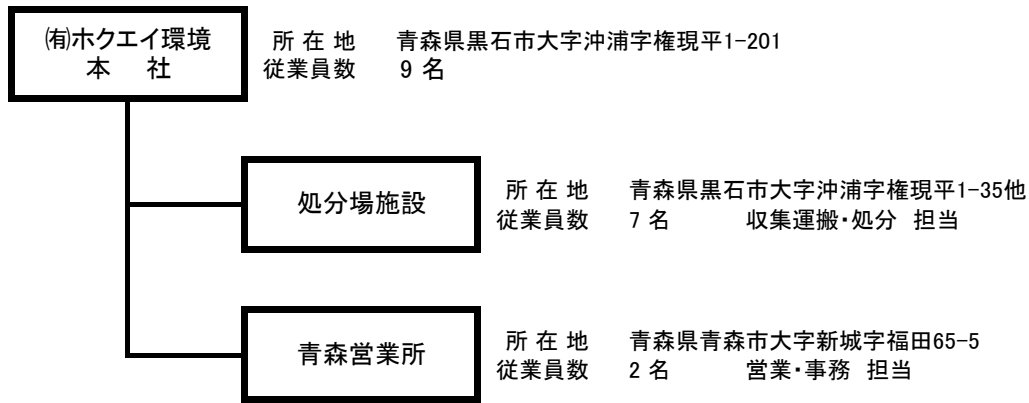 ㈲ホクエイ環境
本 社
所 在 地 青森県黒石市大字沖浦字権現平1-201
従業員数 9 名
処分場施設
所 在 地 青森県黒石市大字沖浦字権現平1-35他
従業員数 7 名 収集運搬・処分 担当
青森営業所
所 在 地 青森県青森市大字新城字福田65-5
従業員数 2 名 営業・事務 担当